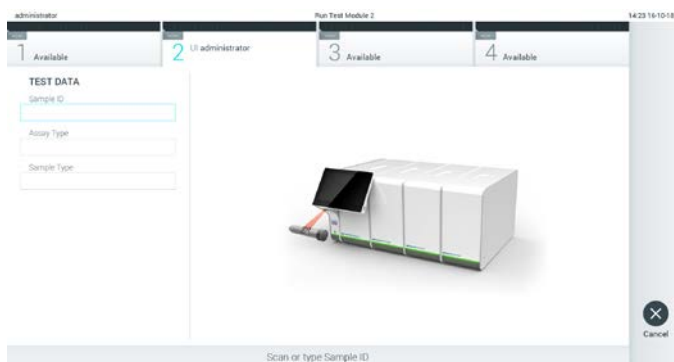 administrator
Run Test Module 2
14:23 16-10-18
1 Available
2 UI administrator
3 Available
4 Available
TEST DATA
Sample ID
Assay Type
Sample Type
Cancel
Scan or type Sample ID